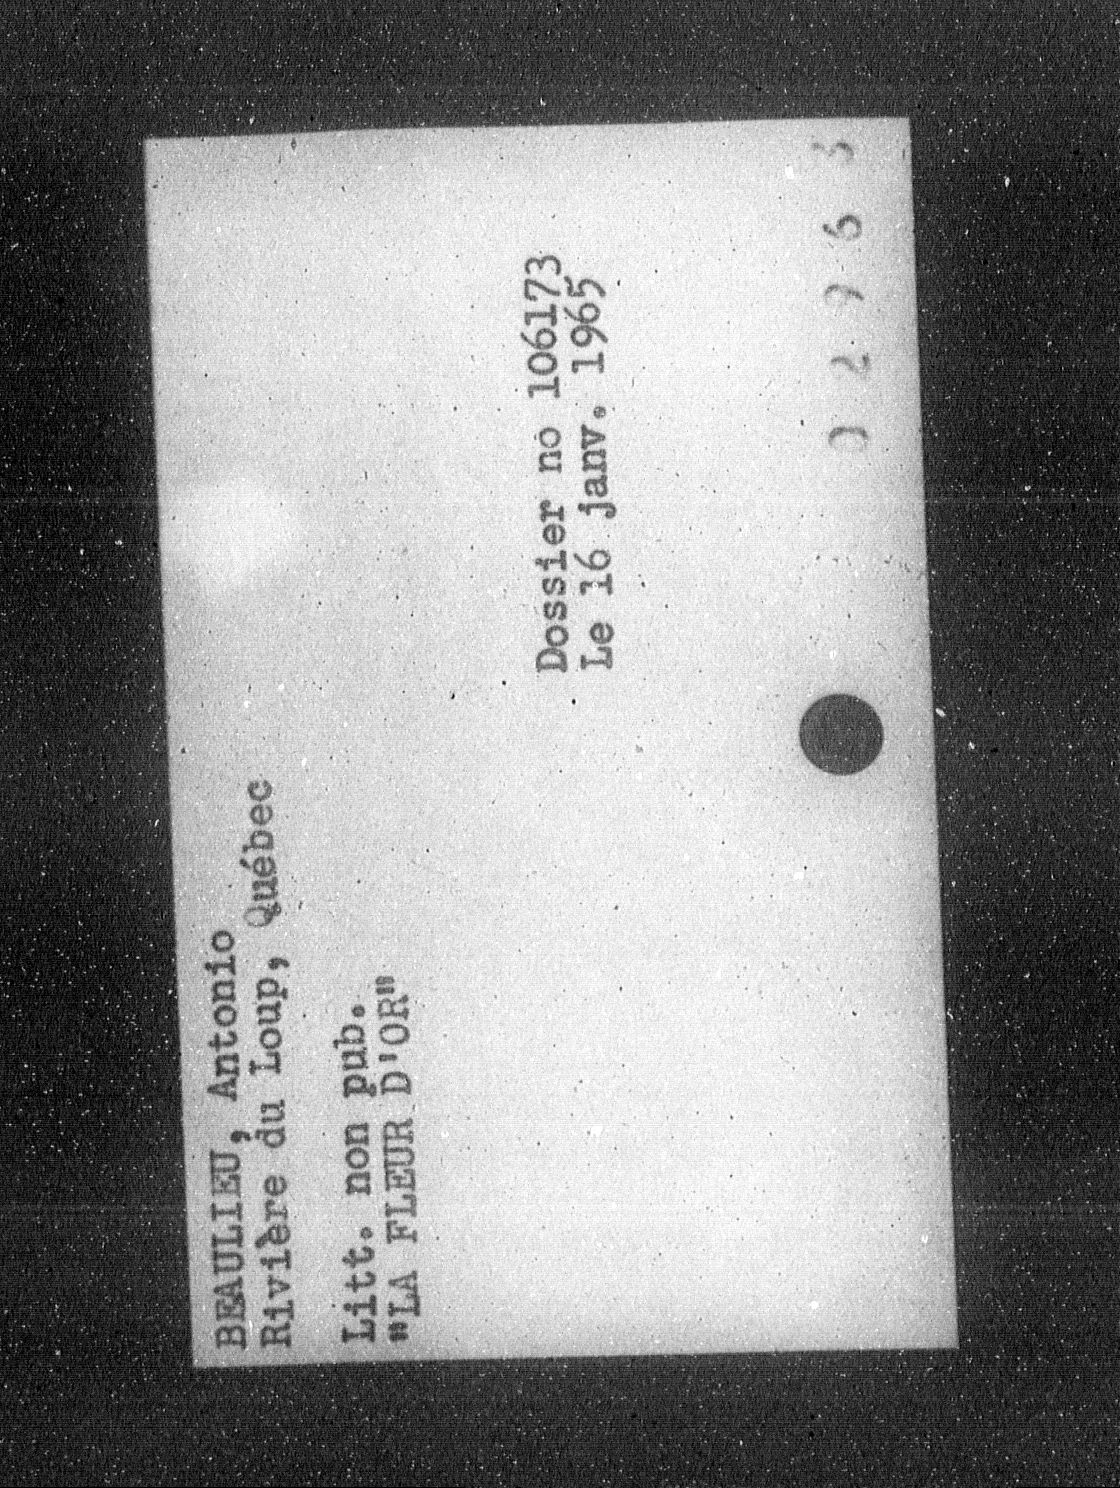 BEAULIEU, Antonio
Rivière du Loup, Québec
Litt. non pub.
"LA FLEUR D'OR"
Dossier no 106173
Le 16 janv. 1965